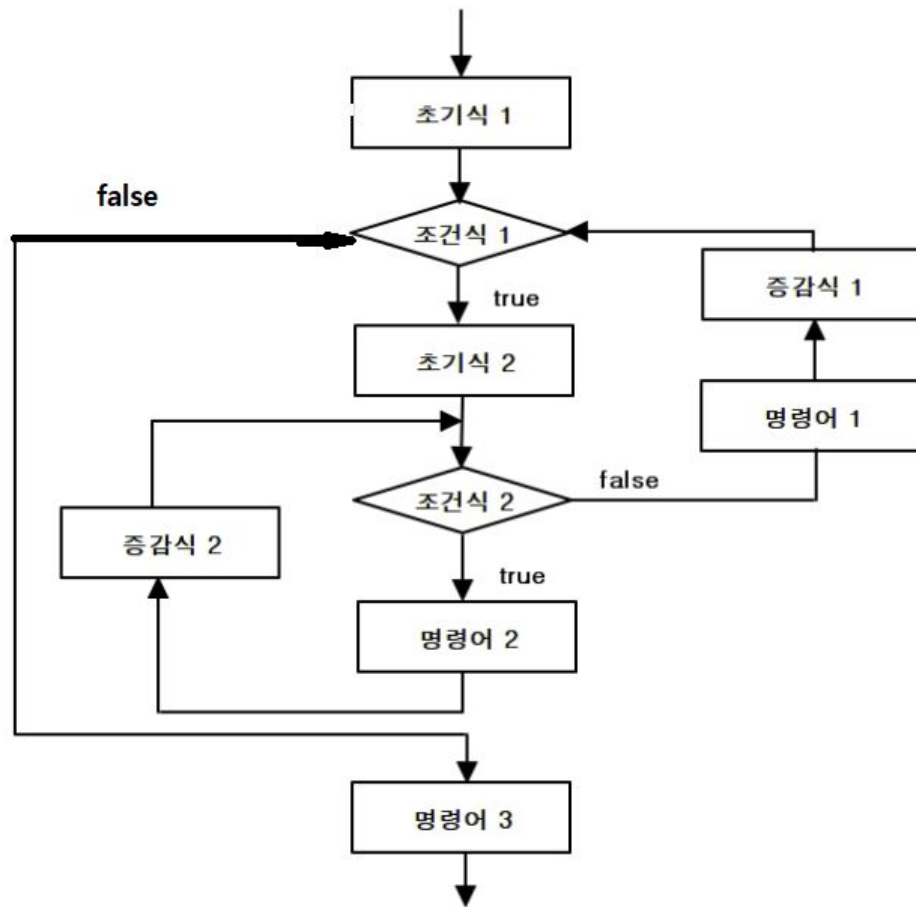 초기식 1
false
조건식 1
true
증감식 1
초기식 2
명령어 1
조건식 2
false
증감식 2
true
명령어 2
명령어 3